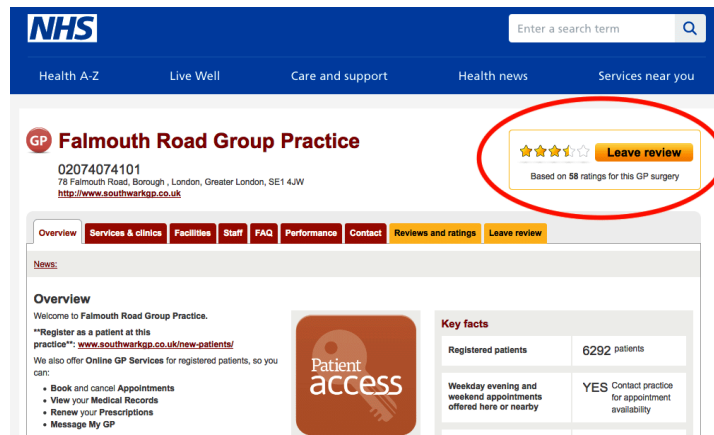 NHS
Enter a search term
Health A-Z Live Well Care and support Health news Services near you
GP Falmouth Road Group Practice
02074074101
78 Falmouth Road, Borough , London, Greater London, SE1 4JW
http://www.southwarkgp.co.uk
Leave review
Based on 58 ratings for this GP surgery
Overview Services & clinics Facilities Staff FAQ Performance Contact Reviews and ratings Leave review
News:
Overview
Welcome to Falmouth Road Group Practice.
**Register as a patient at this
practice**: www.southwarkgp.co.uk/new-patients/
We also offer Online GP Services for registered patients, so you
can:
• Book and cancel Appointments
• View your Medical Records
• Renew your Prescriptions
• Message My GP
Patient
access
Key facts
Registered patients 6292 patients
Weekday evening and
weekend appointments
offered here or nearby
YES Contact practice
for appointment
availability